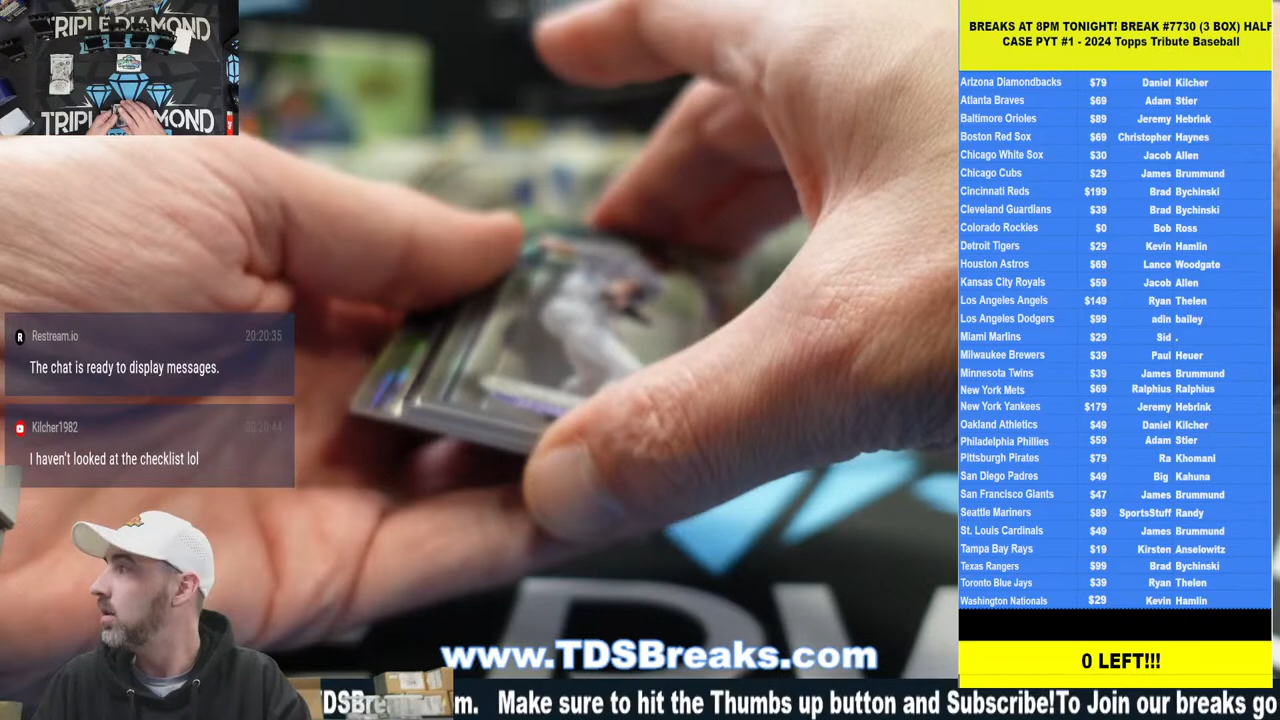 TRIPLE DIAMOND
TRIPLE DIAMOND
BREAKS AT 8PM TONIGHT! BREAK #7730 (3 BOX) HALF
CASE PYT #1 - 2024 Topps Tribute Baseball
Arizona Diamondbacks $79 Daniel Kilcher
Atlanta Braves $69 Adam Stier
Baltimore Orioles $89 Jeremy Hebrink
Boston Red Sox $69 Christopher Haynes
Chicago White Sox $30 Jacob Allen
Chicago Cubs $29 James Brummund
Cincinnati Reds $199 Brad Bychinski
Cleveland Guardians $39 Brad Bychinski
Colorado Rockies $0 Bob Ross
Detroit Tigers $29 Kevin Hamlin
Houston Astros $69 Lance Woodgate
Kansas City Royals $59 Jacob Allen
Los Angeles Angels $149 Ryan Thelen
Los Angeles Dodgers $99 adin bailey
Miami Marlins $29 Sid .
Milwaukee Brewers $39 Paul Heuer
Minnesota Twins $39 James Brummund
New York Mets $69 Ralphius Ralphius
New York Yankees $179 Jeremy Hebrink
Oakland Athletics $49 Daniel Kilcher
Philadelphia Phillies $59 Adam Stier
Pittsburgh Pirates $79 Ra Khomani
San Diego Padres $49 Big Kahuna
San Francisco Giants $47 James Brummund
Seattle Mariners $89 SportsStuff Randy
St. Louis Cardinals $49 James Brummund
Tampa Bay Rays $19 Kirsten Anselowitz
Texas Rangers $99 Brad Bychinski
Toronto Blue Jays $39 Ryan Thelen
Washington Nationals $29 Kevin Hamlin
0 LEFT!!!
R Restream.io 20:20:35
The chat is ready to display messages.
Kilcher1982 00:20:44
I haven't looked at the checklist lol
www.TDSBreaks.com
m. Make sure to hit the Thumbs up button and Subscribe!To Join our breaks go